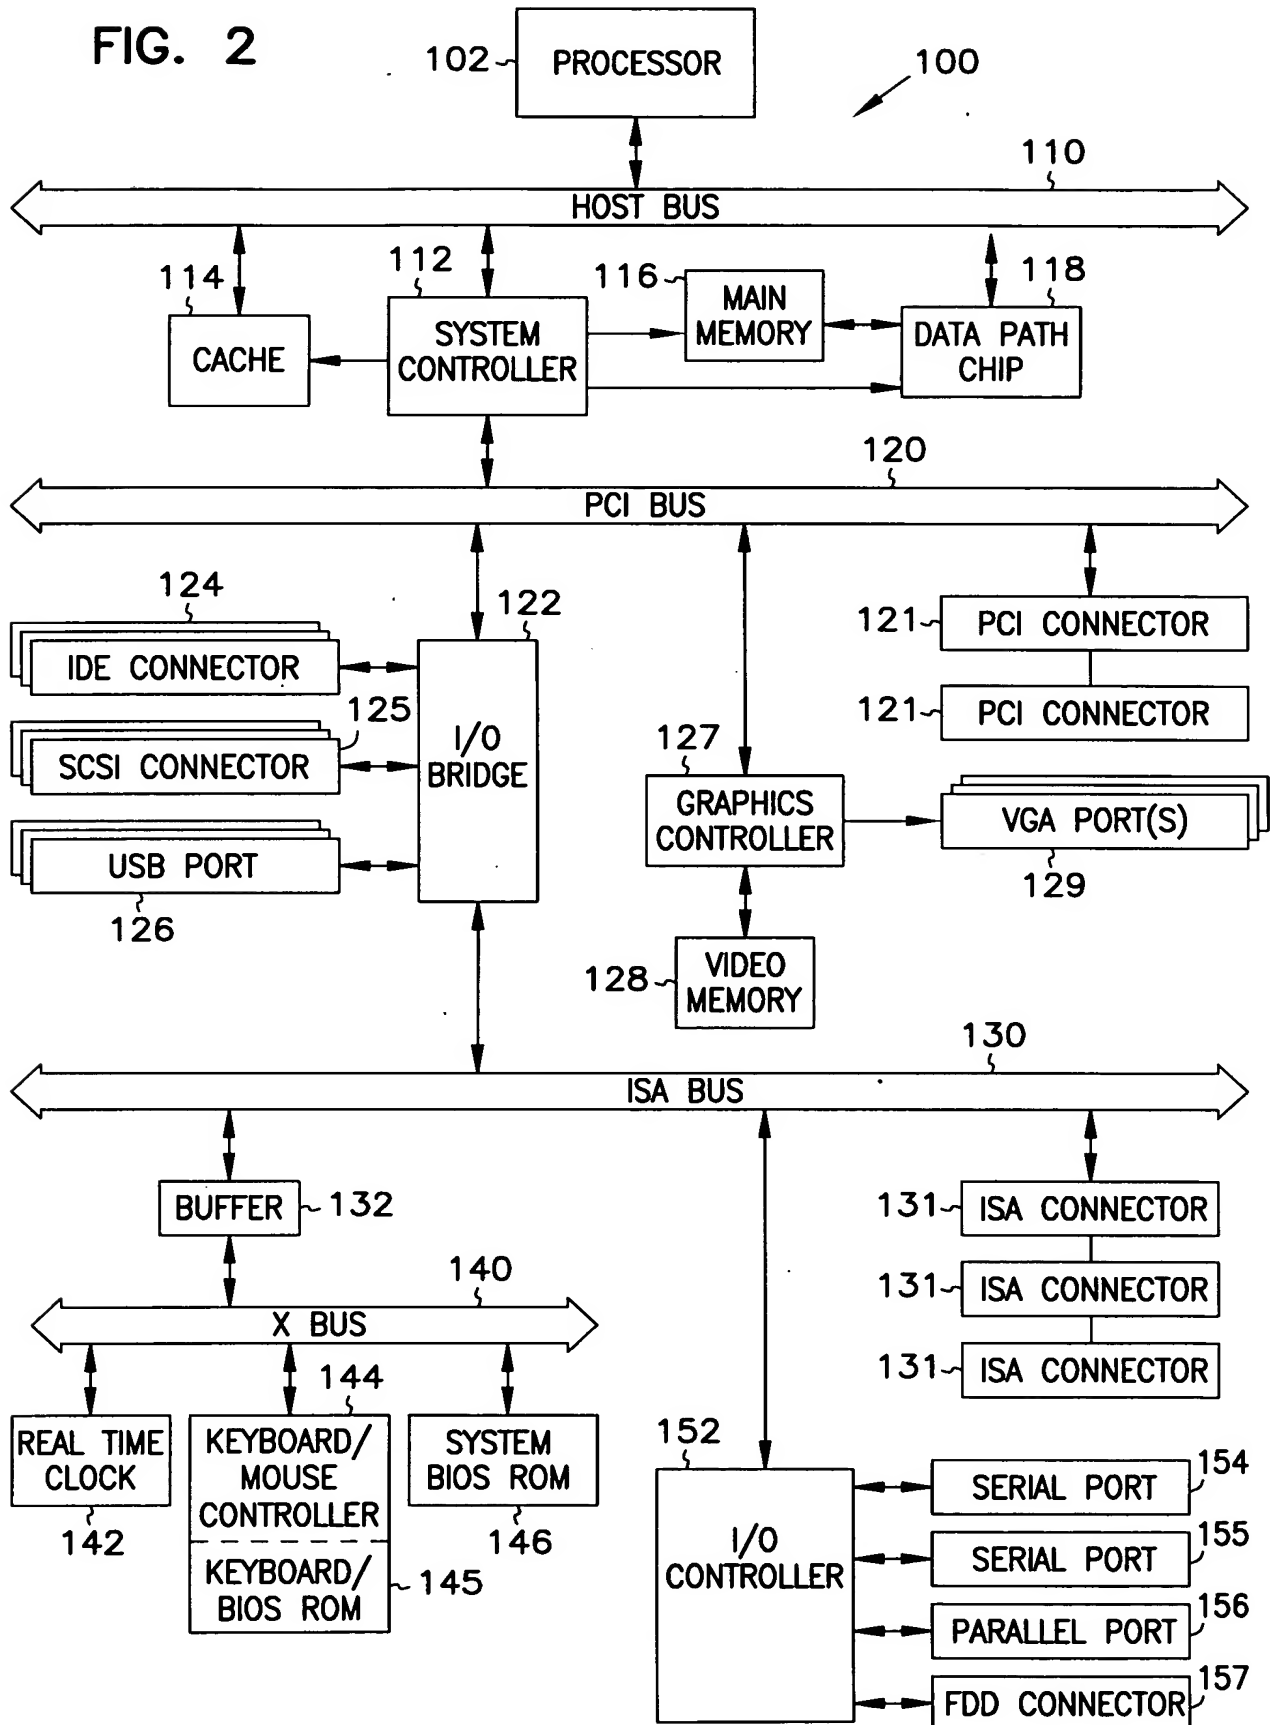 FIG. 2
102
PROCESSOR
100
110
HOST BUS
114
112
116
118
CACHE
SYSTEM
CONTROLLER
MAIN
MEMORY
DATA PATH
CHIP
120
PCI BUS
124
122
IDE CONNECTOR
125
SCSI CONNECTOR
USB PORT
126
I/O
BRIDGE
121
PCI CONNECTOR
121
PCI CONNECTOR
127
GRAPHICS
CONTROLLER
VGA PORT(S)
129
128
VIDEO
MEMORY
130
ISA BUS
BUFFER
132
131
ISA CONNECTOR
131
ISA CONNECTOR
131
ISA CONNECTOR
140
X BUS
144
REAL TIME
CLOCK
142
KEYBOARD/
MOUSE
CONTROLLER
KEYBOARD/
BIOS ROM
145
SYSTEM
BIOS ROM
146
152
I/O
CONTROLLER
154
SERIAL PORT
155
SERIAL PORT
156
PARALLEL PORT
157
FDD CONNECTOR